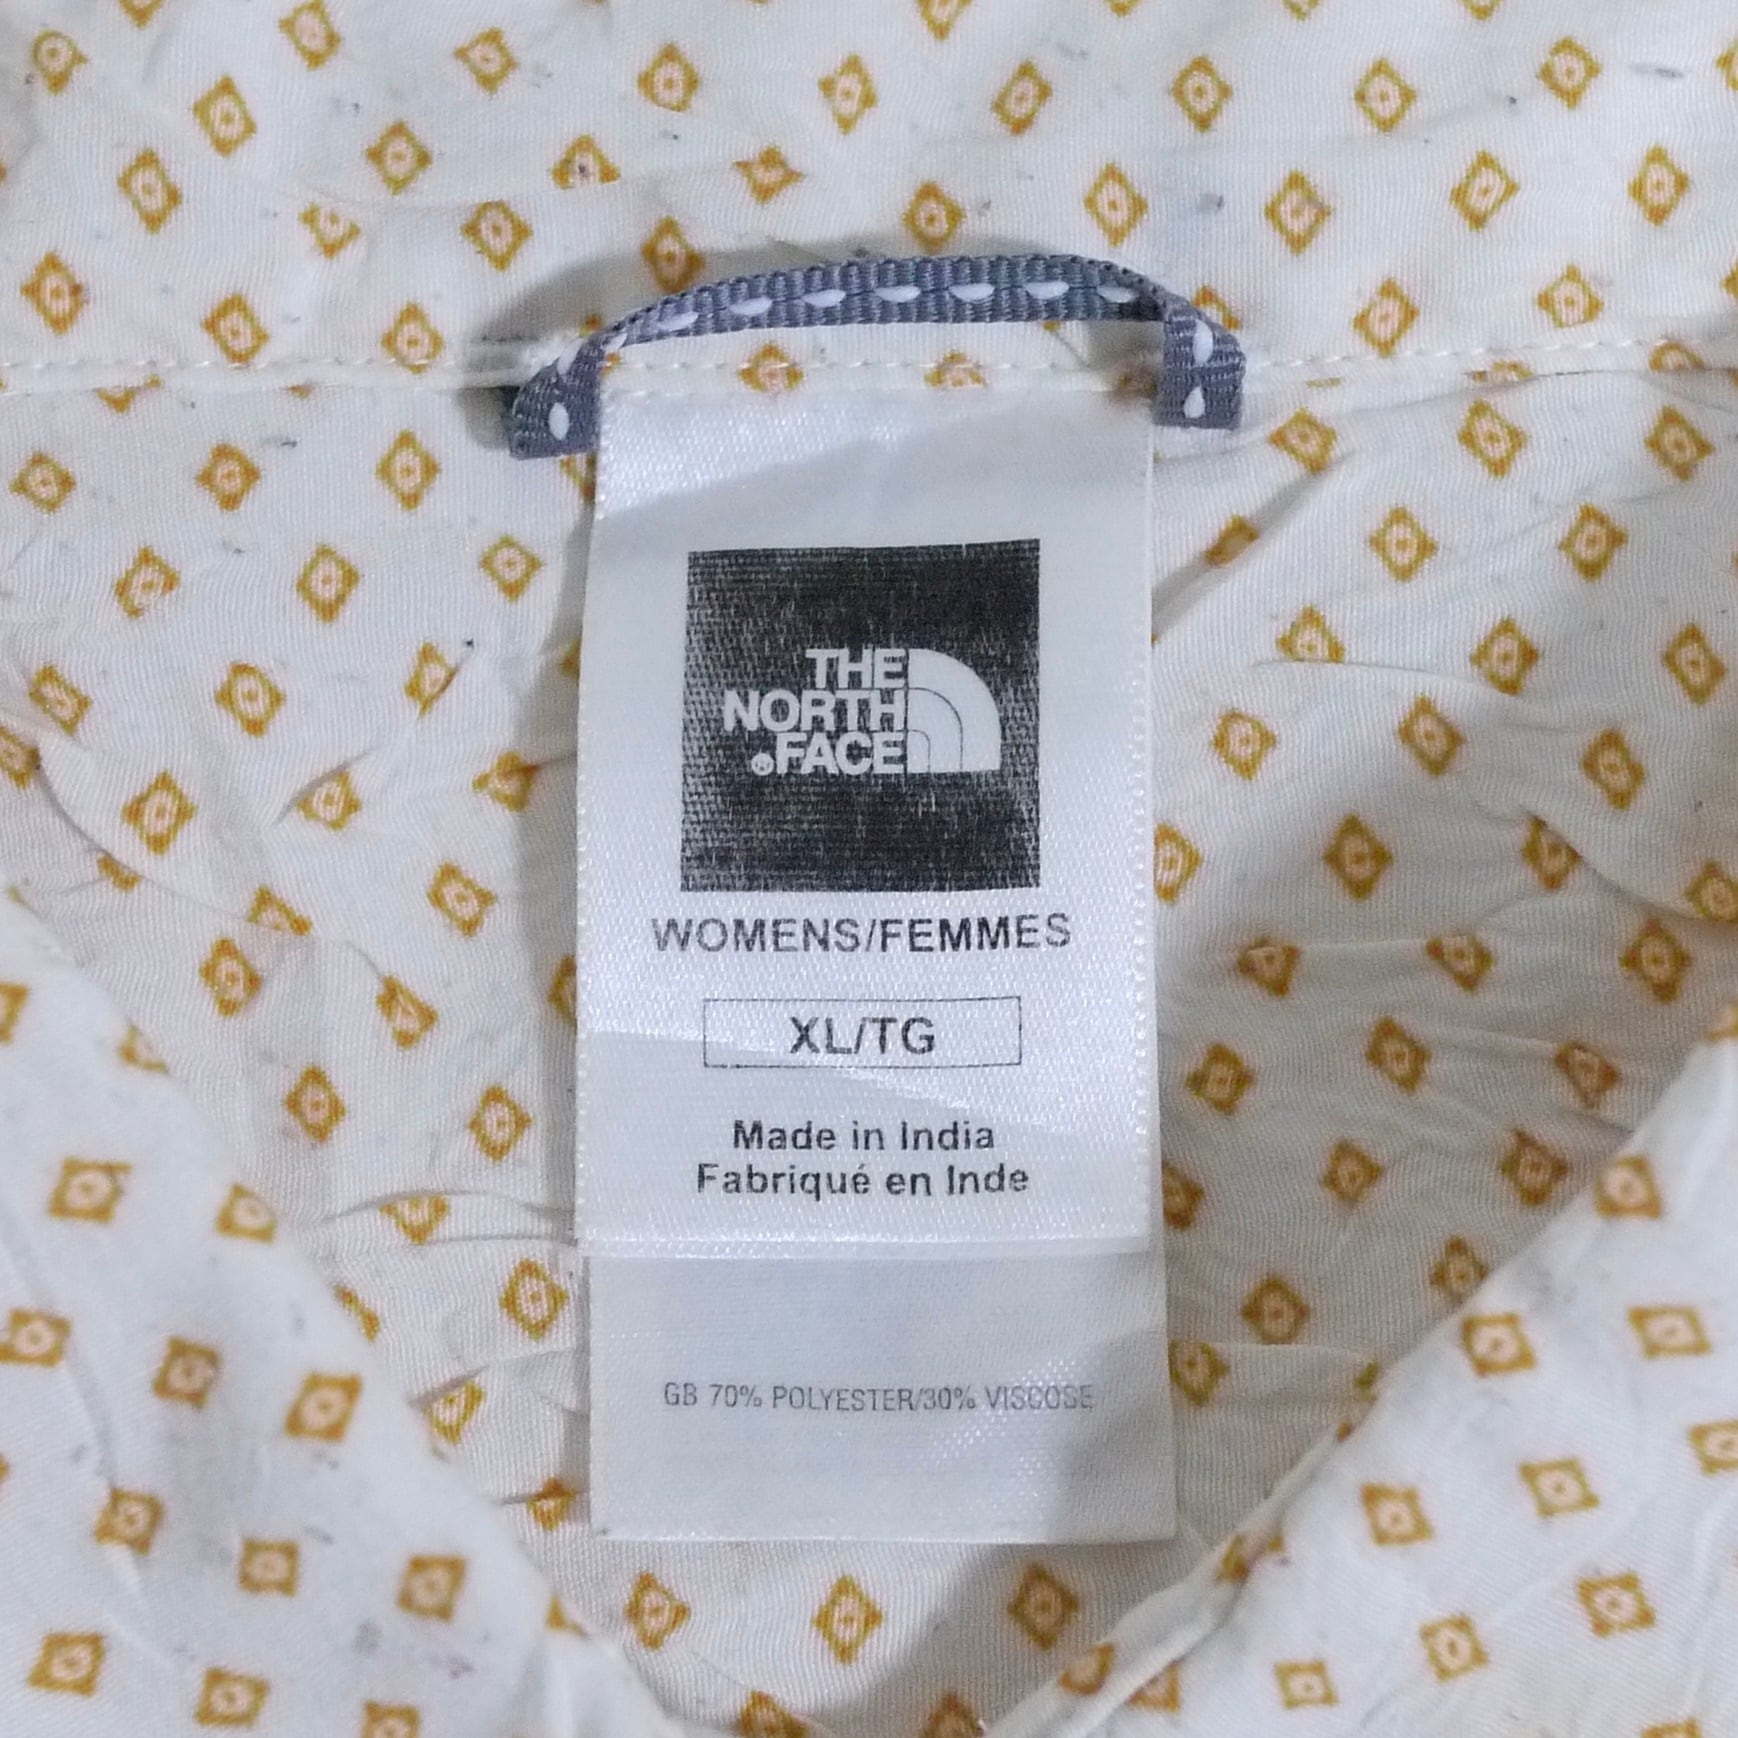 THE
NORTH
®FACE
WOMENS/FEMMES
XL/TG
Made in India
Fabriqué en Inde
GB 70% POLYESTER/30% VISCOSE